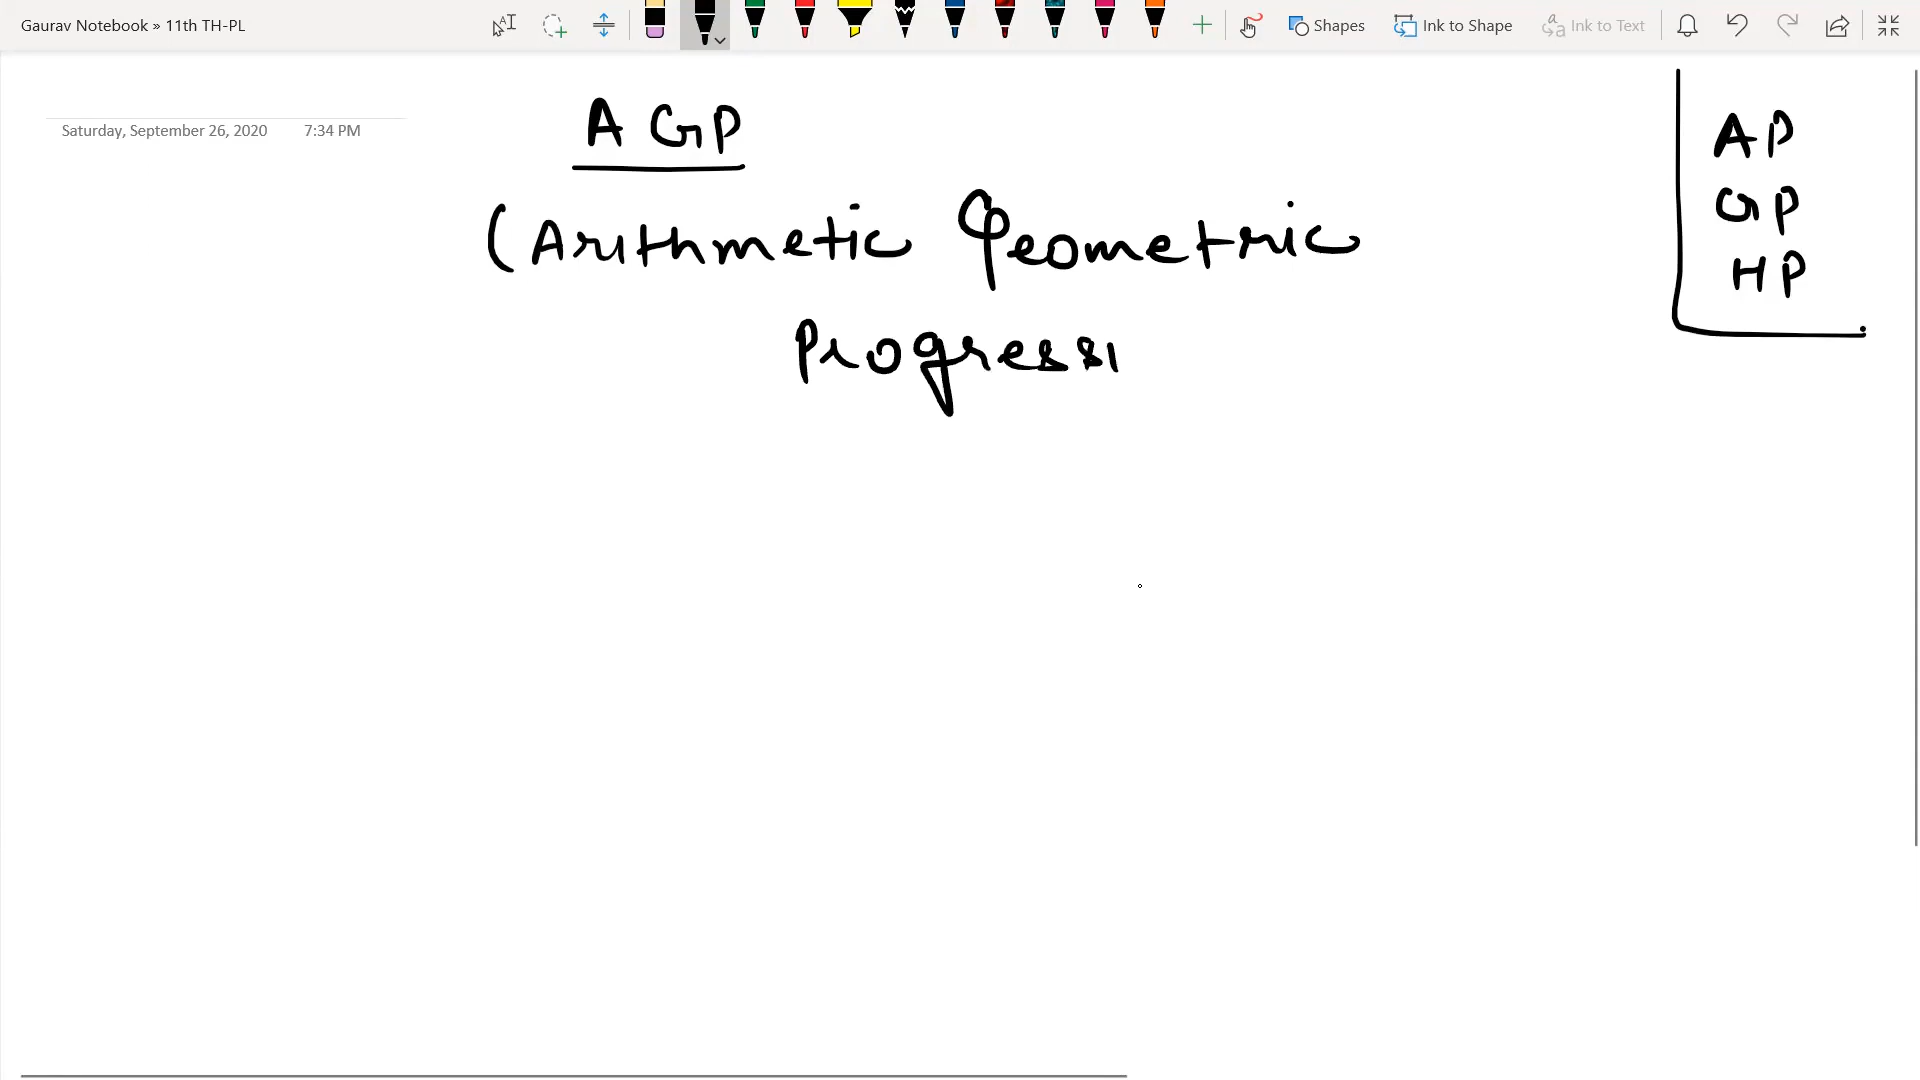 Gaurav Notebook » 11th TH-PL
Shapes
Ink to Shape
Ink to Text
Saturday, September 26, 2020 7:34 PM
A GP
(Arithmetic Geometric
Progressi
AP
GP
HP